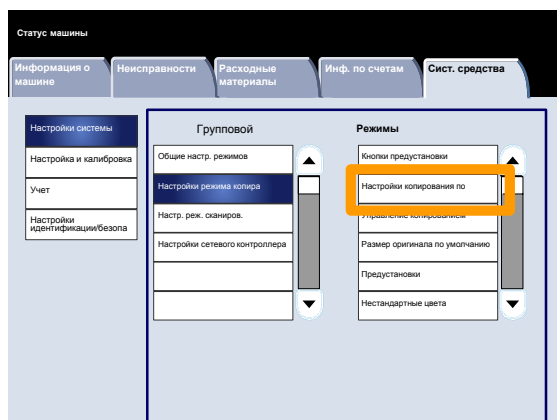 Статус машины
Информация о машине
Неисправности
Расходные материалы
Инф. по счетам
Сист. средства
Настройки системы
Настройка и калибровка
Учет
Настройки идентификации/безопа
Групповой
Общие настр. режимов
Настройки режима копира
Настр. реж. сканиров.
Настройки сетевого контроллера
Режимы
Кнопки предустановки
Настройки копирования по
Управление копированием
Размер оригинала по умолчанию
Предустановки
Нестандартные цвета